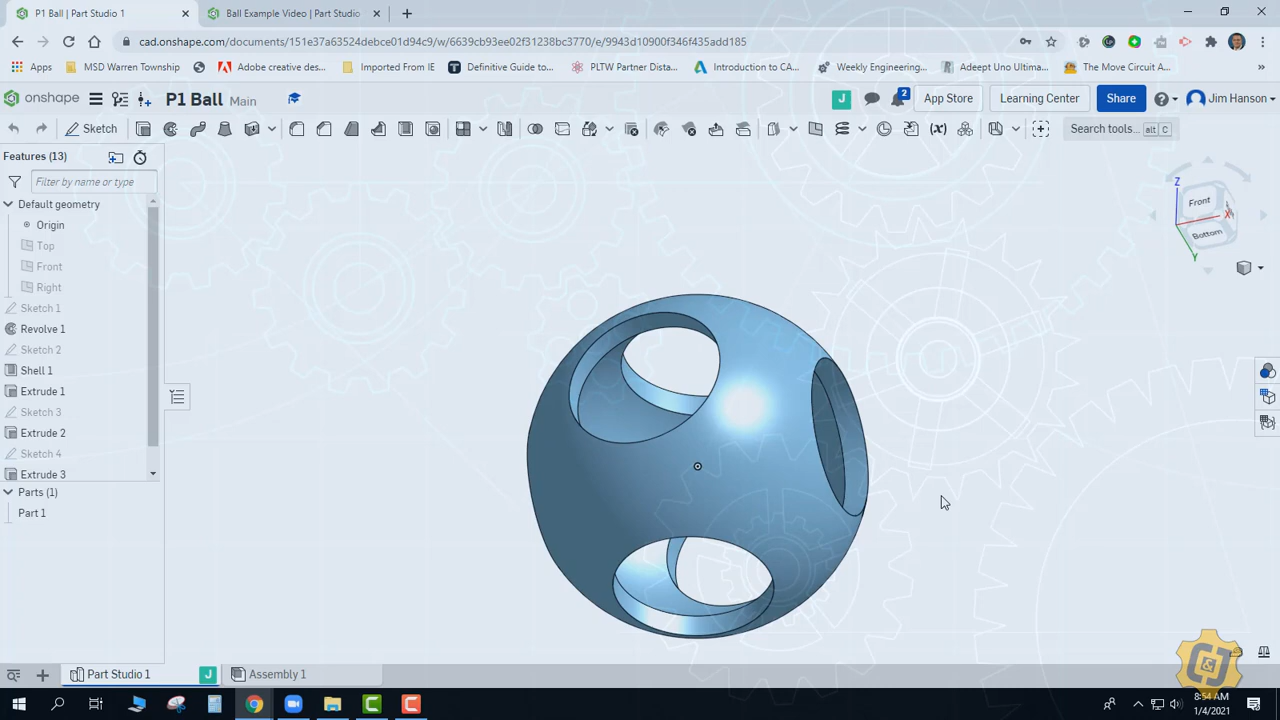 P1 Ball | Part Studio 1
Ball Example Video | Part Studio
cad.onshape.com/documents/151e37a63524debce01d94c9/w/6639cb93ee02f31238bc3770/e/9943d10900f346f435add185
Apps
MSD Warren Township
Adobe creative des...
Imported From IE
Definitive Guide to...
PLTW Partner Dista...
Introduction to CA...
Weekly Engineering...
Adept Uno Ultima...
The Move Circuit A...
onshape
P1 Ball Main
J
2
App Store
Learning Center
Share
Jim Hanson
Sketch
(x)
Search tools... alt C
Features (13)
Filter by name or type
Default geometry
Origin
Top
Front
Right
Sketch 1
Revolve 1
Sketch 2
Shell 1
Extrude 1
Sketch 3
Extrude 2
Sketch 4
Extrude 3
Parts (1)
Part 1
Z
Front
X
Bottom
Y
Part Studio 1
J
Assembly 1
C&J
8:54 AM
1/4/2021